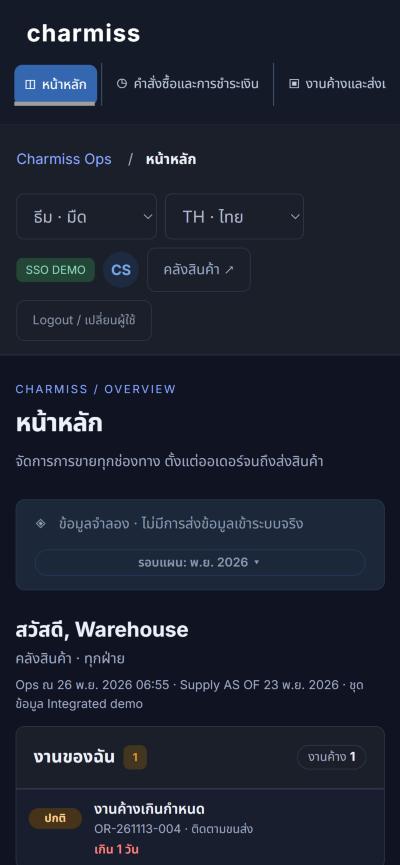 charmiss
หน้าหลัก
คำสั่งซื้อและการชำระเงิน
งานค้างและส่งเ
Charmiss Ops / หน้าหลัก
ธีม · มืด
TH · ไทย
SSO DEMO
CS
คลังสินค้า ↗
Logout / เปลี่ยนผู้ใช้
CHARMISS / OVERVIEW
หน้าหลัก
จัดการการขายทุกช่องทาง ตั้งแต่ออเดอร์จนถึงส่งสินค้า
◈ ข้อมูลจำลอง · ไม่มีการส่งข้อมูลเข้าระบบจริง
รอบแผน: พ.ย. 2026 ▾
สวัสดี, Warehouse
คลังสินค้า · ทุกฝ่าย
Ops ณ 26 พ.ย. 2026 06:55 · Supply AS OF 23 พ.ย. 2026 · ชุด
ข้อมูล Integrated demo
งานของฉัน 1
งานค้าง 1
ปกติ
งานค้างเกินกำหนด
OR-261113-004 · ติดตามขนส่ง
เกิน 1 วัน